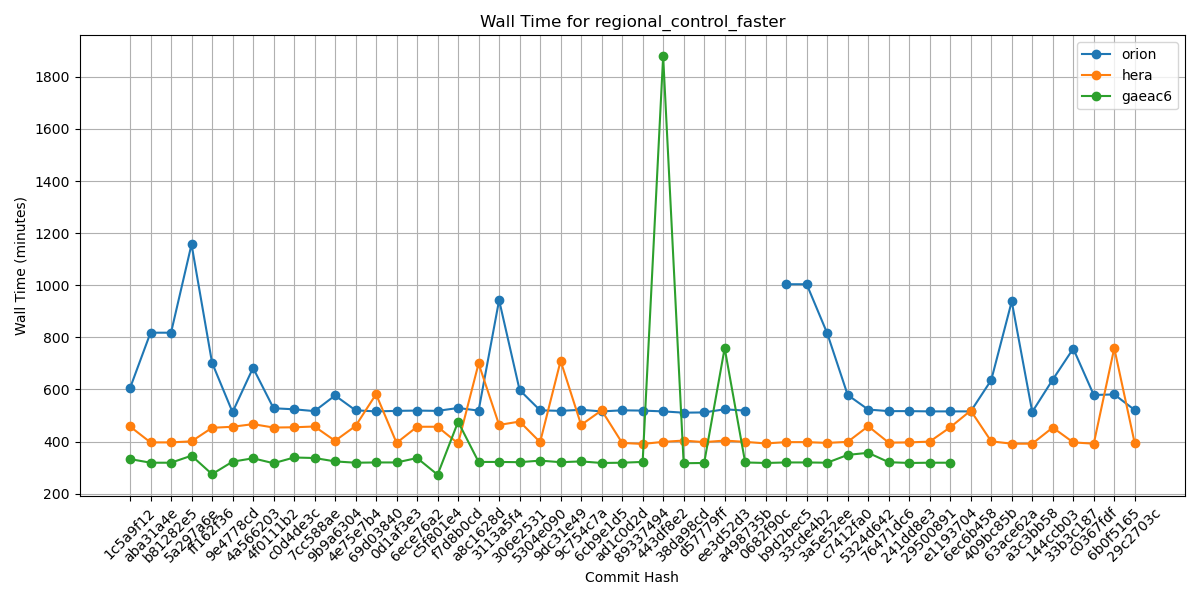 Wall Time for regional_control_faster
orion
hera
gaeac6
Wall Time (minutes)
1800
1600
1400
1200
1000
800
600
400
200
1c5a9f12
aba31a4e
b81282e5
5a297a6e
ff162f36
9e4778cd
4a566203
4f0111b2
c0d4de3c
7cc588ae
9b9a6304
4e75e7b4
69d03840
0d1af3e3
6ece76a2
c5f801e4
f7d8b0cd
a8c1628d
3113a5f4
306e2531
5304e090
9dc31e49
9c754c7a
6cb9e1d5
ad1c0d2d
89337494
443df8e2
38da98cd
d57779ff
ee3d52d3
a498735b
0682f90c
b9d2bec5
33cde4b2
3a5e52ee
c7412fa0
5324d642
76471dc6
241dd8e3
29500891
e1193704
6ec6b458
409bc85b
63ace62a
a3c3bb58
144ccb03
33b3c187
c0367fdf
6b0f5165
29c2703c
Commit Hash